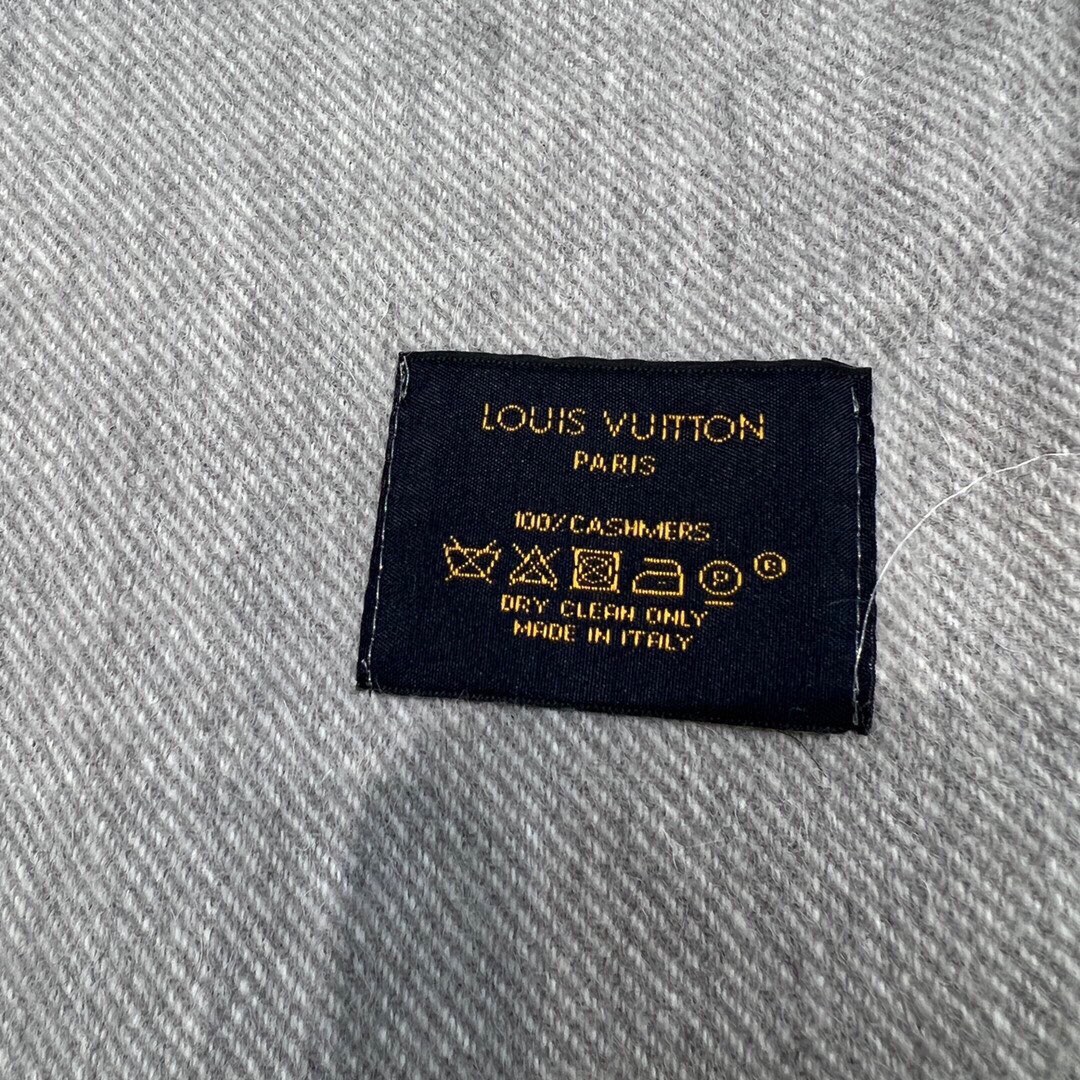 LOUIS VUITTON
PARIS
100%CASHMERS
P ®
DRY CLEAN ONLY
MADE IN ITALY